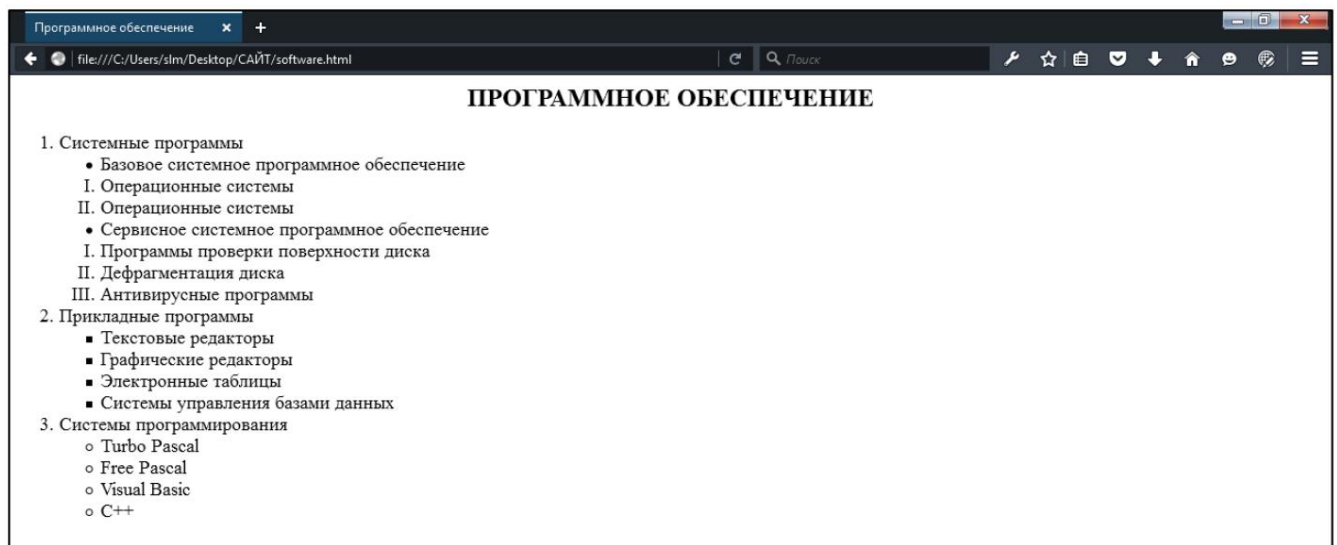 Программное обеспечение × +
file:///C:/Users/slm/Desktop/САЙТ/software.html Поиск
ПРОГРАММНОЕ ОБЕСПЕЧЕНИЕ
1. Системные программы
• Базовое системное программное обеспечение
I. Операционные системы
II. Операционные системы
• Сервисное системное программное обеспечение
I. Программы проверки поверхности диска
II. Дефрагментация диска
III. Антивирусные программы
2. Прикладные программы
▪ Текстовые редакторы
▪ Графические редакторы
▪ Электронные таблицы
▪ Системы управления базами данных
3. Системы программирования
○ Turbo Pascal
○ Free Pascal
○ Visual Basic
○ C++